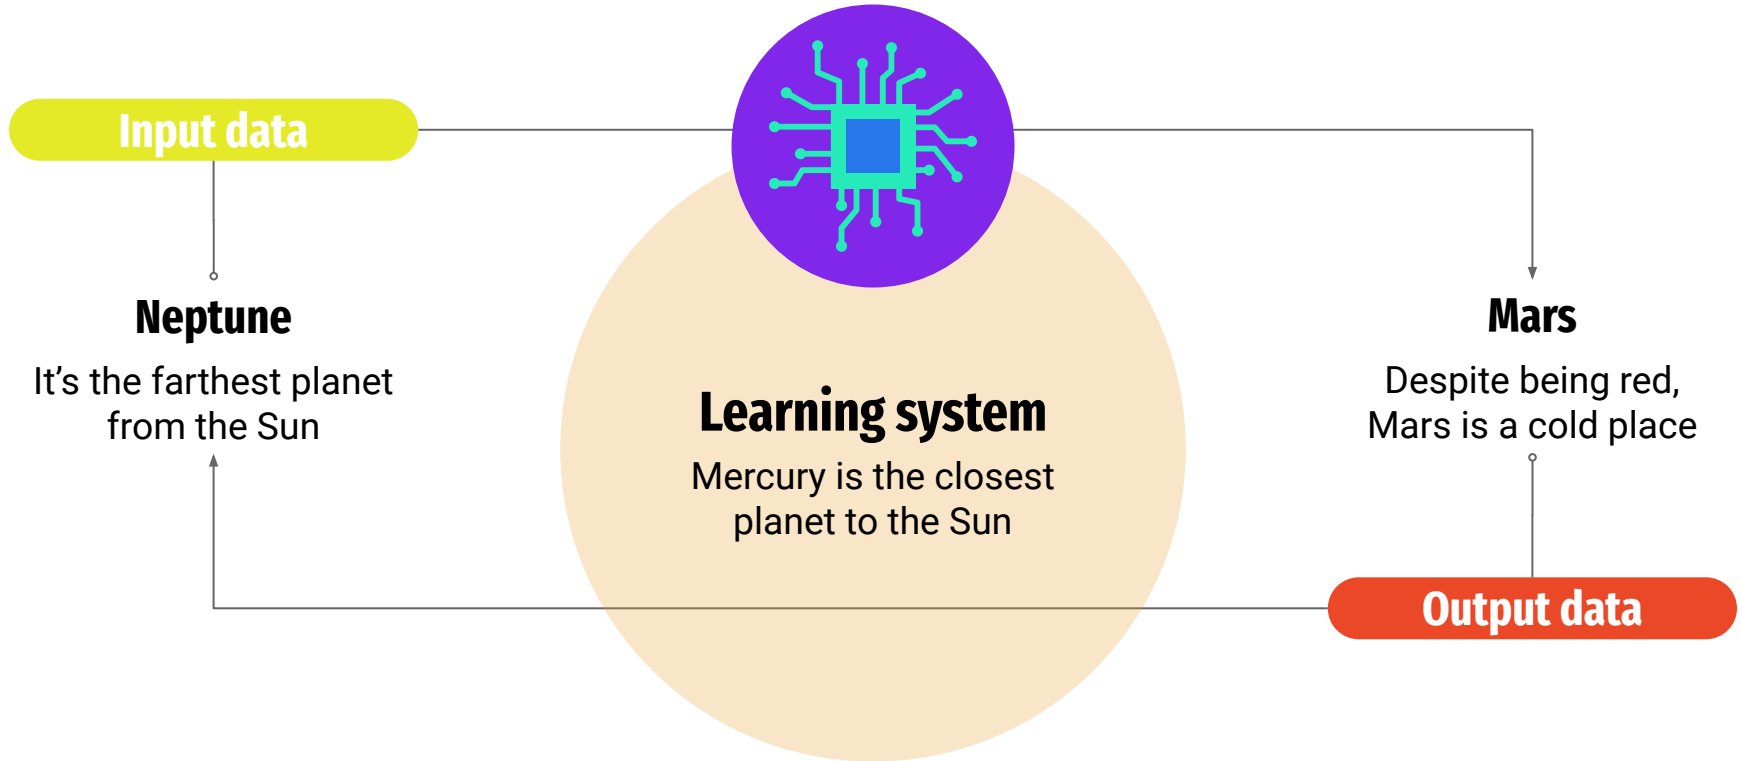 Input data
Neptune
It’s the farthest planet
from the Sun
Learning system
Mercury is the closest
planet to the Sun
Mars
Despite being red,
Mars is a cold place
Output data